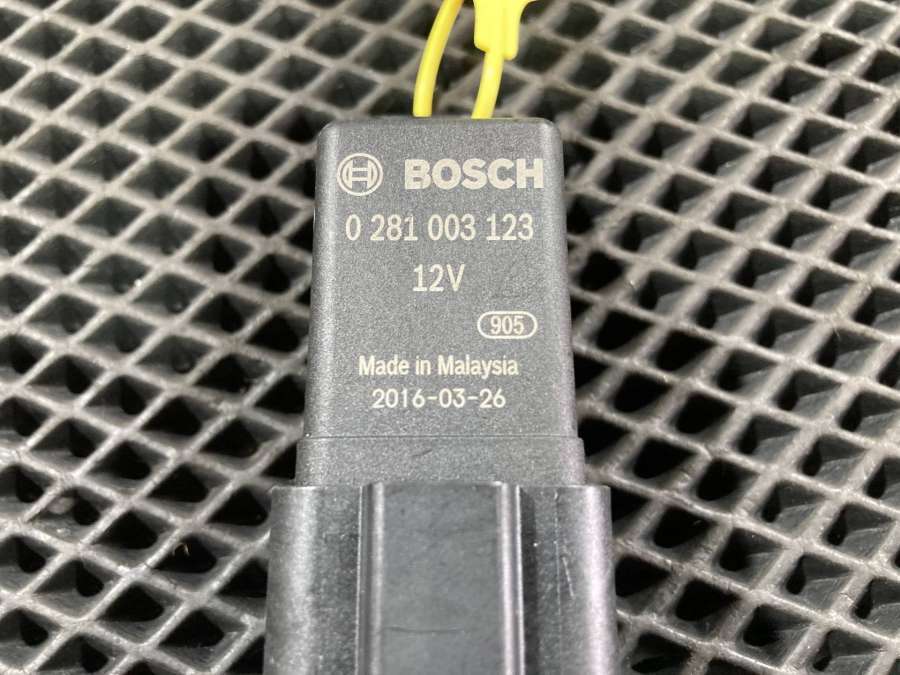 BOSCH
0 281 003 123
12V
905
Made in Malaysia
2016-03-26